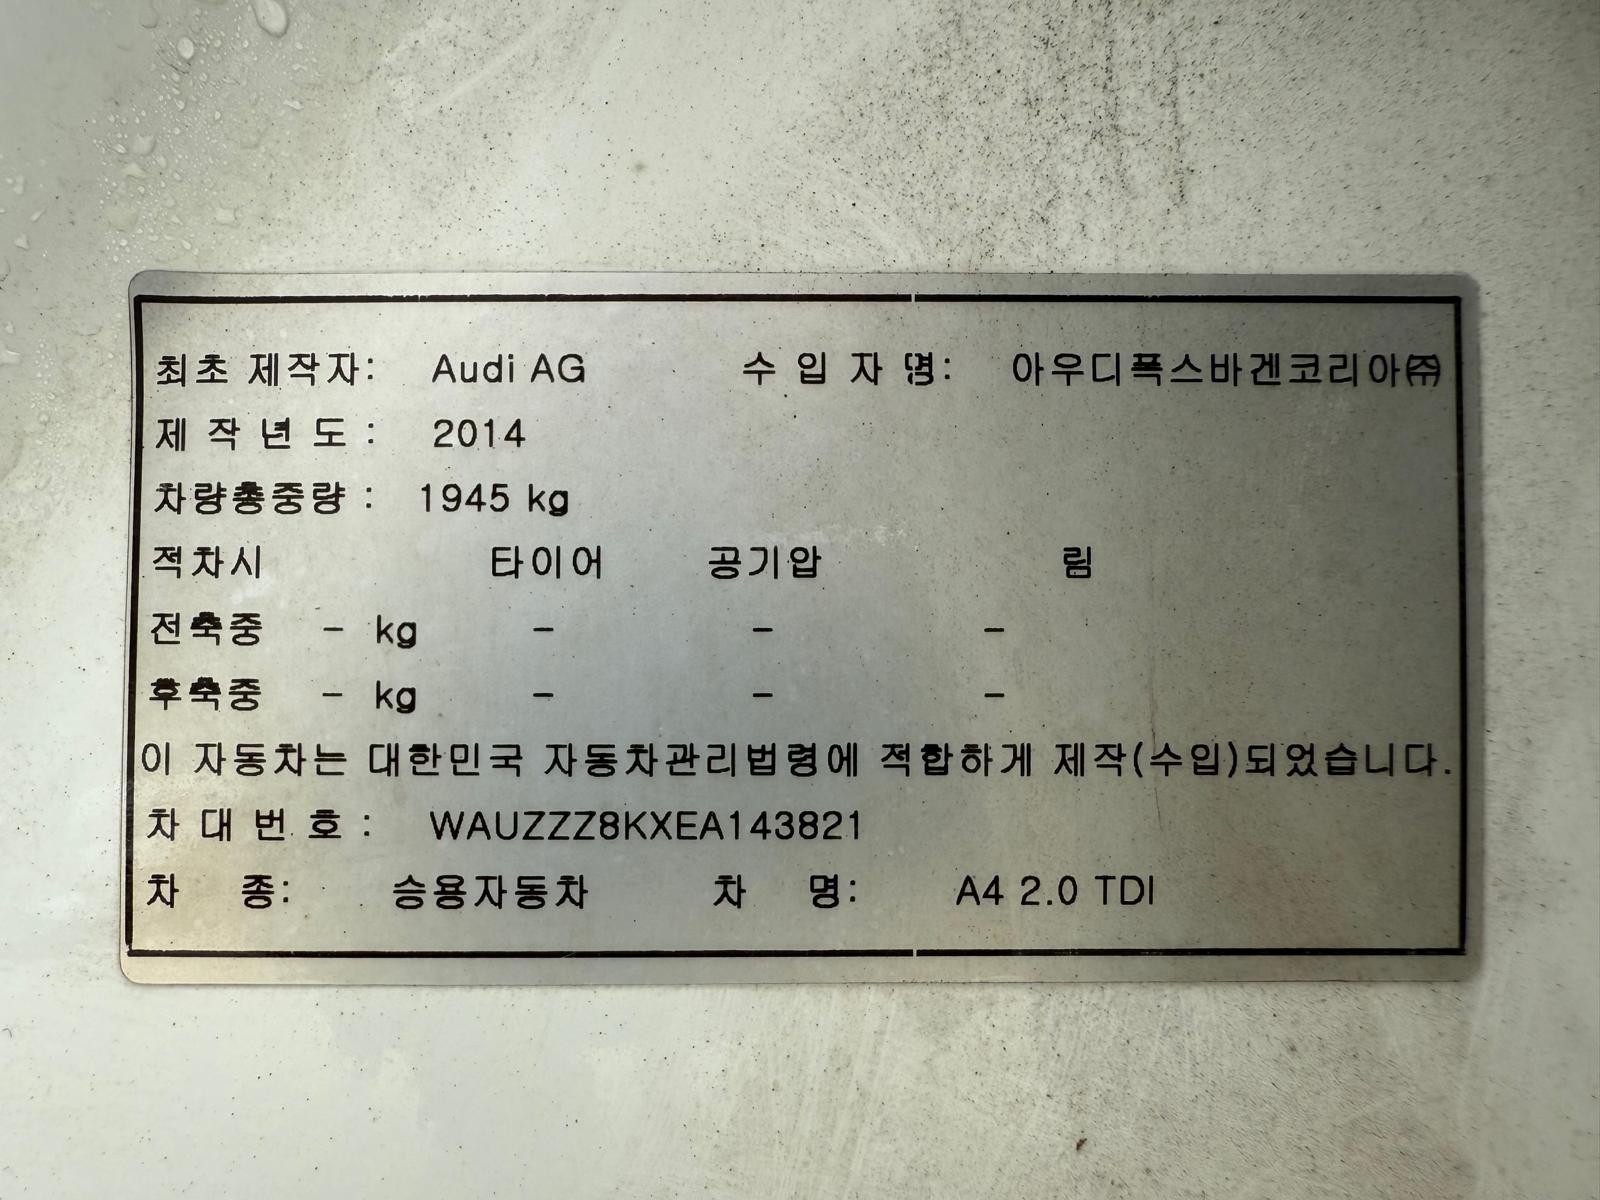 최초 제작자: Audi AG 수 입 자 명: 아우디폭스바겐코리아㈜
제 작 년 도 : 2014
차량총중량 : 1945 kg
적차시 타이어 공기압 림
전축중 - kg - - -
후축중 - kg - - -
이 자동차는 대한민국 자동차관리법령에 적합하게 제작(수입)되었습니다.
차 대 번 호 : WAUZZZ8KXEA143821
차 종: 승용자동차 차 명: A4 2.0 TDI